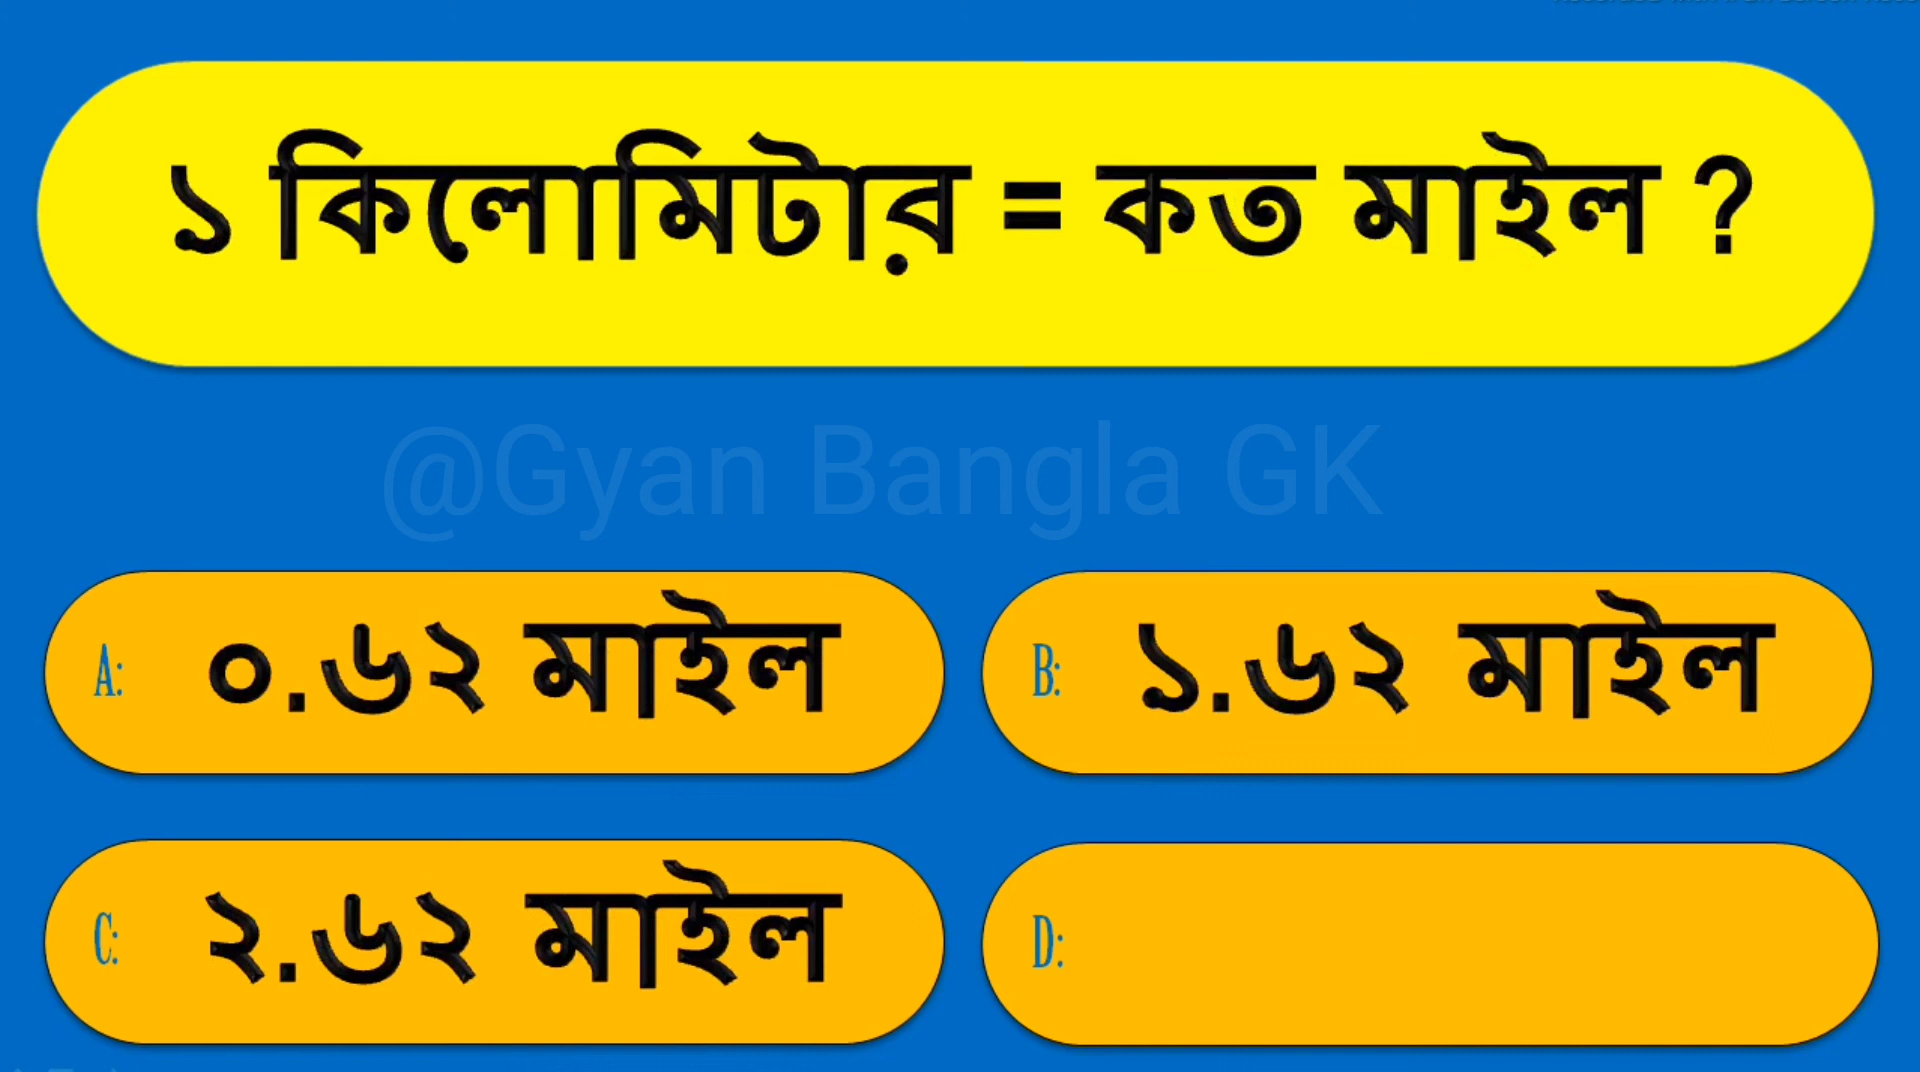 ১ কিলোমিটার = কত মাইল ?
@Gyan Bangla GK
A: ০.৬২ মাইল
B: ১.৬২ মাইল
C: ২.৬২ মাইল
D: